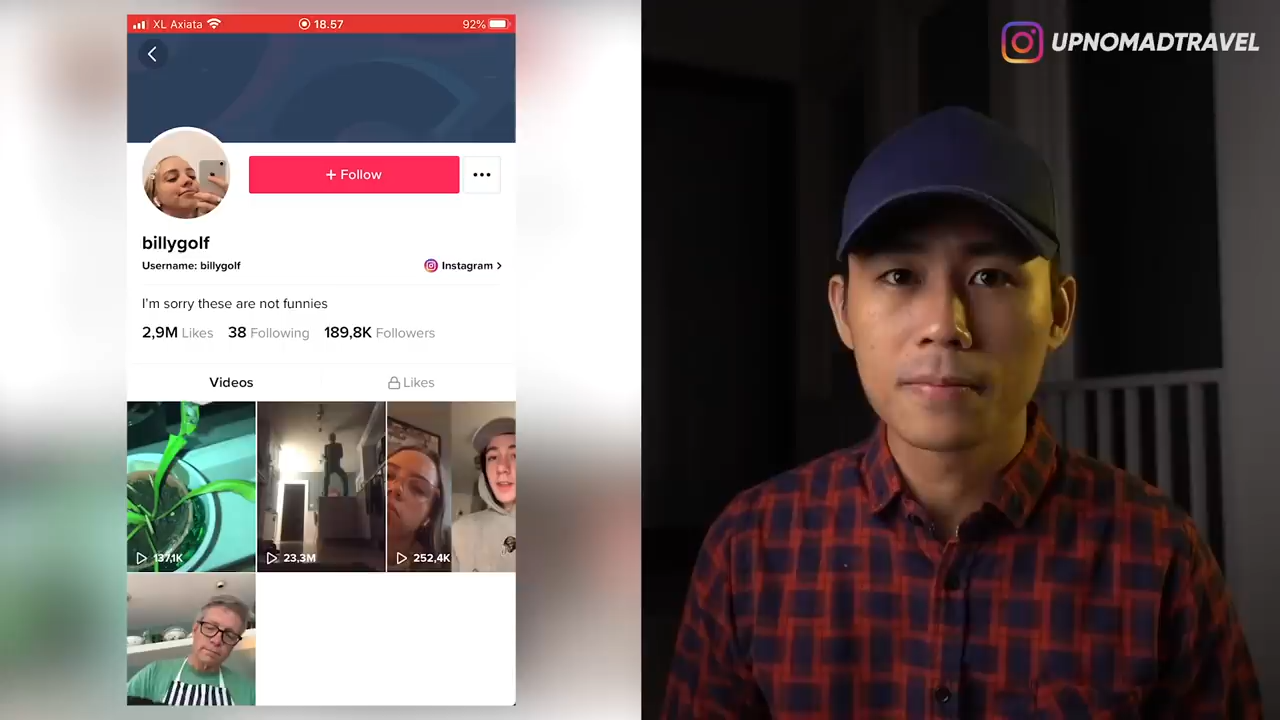 XL Axiata 18.57 92%
UPNOMADTRAVEL
+ Follow
billygolf
Username: billygolf Instagram >
I'm sorry these are not funnies
2,9M Likes 38 Following 189,8K Followers
Videos Likes
137,1K 23,3M 252,4K